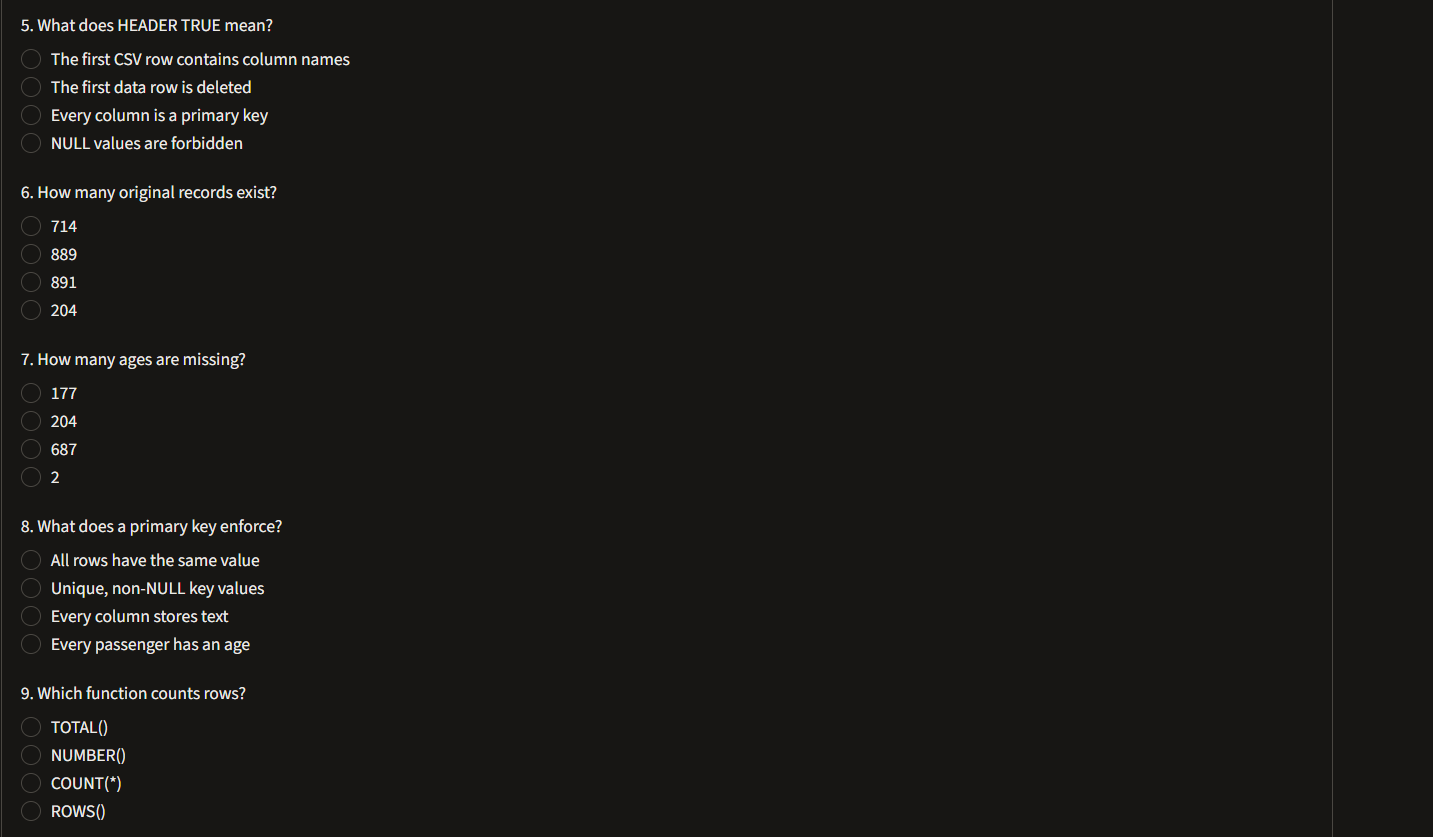 5. What does HEADER TRUE mean?
The first CSV row contains column names
The first data row is deleted
Every column is a primary key
NULL values are forbidden
6. How many original records exist?
714
889
891
204
7. How many ages are missing?
177
204
687
2
8. What does a primary key enforce?
All rows have the same value
Unique, non-NULL key values
Every column stores text
Every passenger has an age
9. Which function counts rows?
TOTAL()
NUMBER()
COUNT(*)
ROWS()